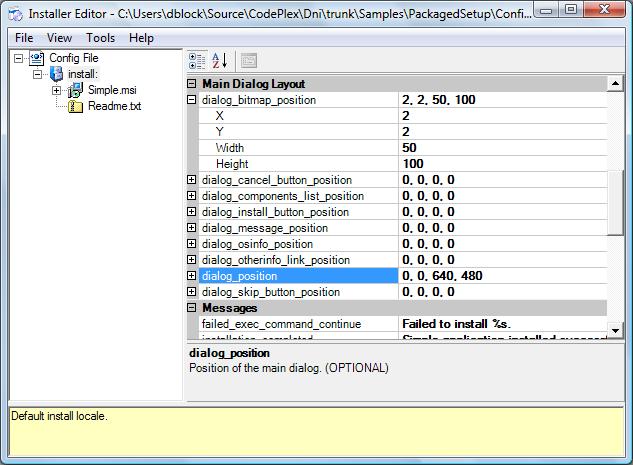 Installer Editor - C:\Users\dblock\Source\CodePlex\Dni\trunk\Samples\PackagedSetup\Confi...
File View Tools Help
Config File
install:
Simple.msi
Readme.txt
Main Dialog Layout
dialog_bitmap_position 2, 2, 50, 100
X 2
Y 2
Width 50
Height 100
dialog_cancel_button_position 0, 0, 0, 0
dialog_components_list_position 0, 0, 0, 0
dialog_install_button_position 0, 0, 0, 0
dialog_message_position 0, 0, 0, 0
dialog_osinfo_position 0, 0, 0, 0
dialog_otherinfo_link_position 0, 0, 0, 0
dialog_position 0, 0, 640, 480
dialog_skip_button_position 0, 0, 0, 0
Messages
failed_exec_command_continue Failed to install %s.
installation_completed Simple application installed
dialog_position
Position of the main dialog. (OPTIONAL)
Default install locale.